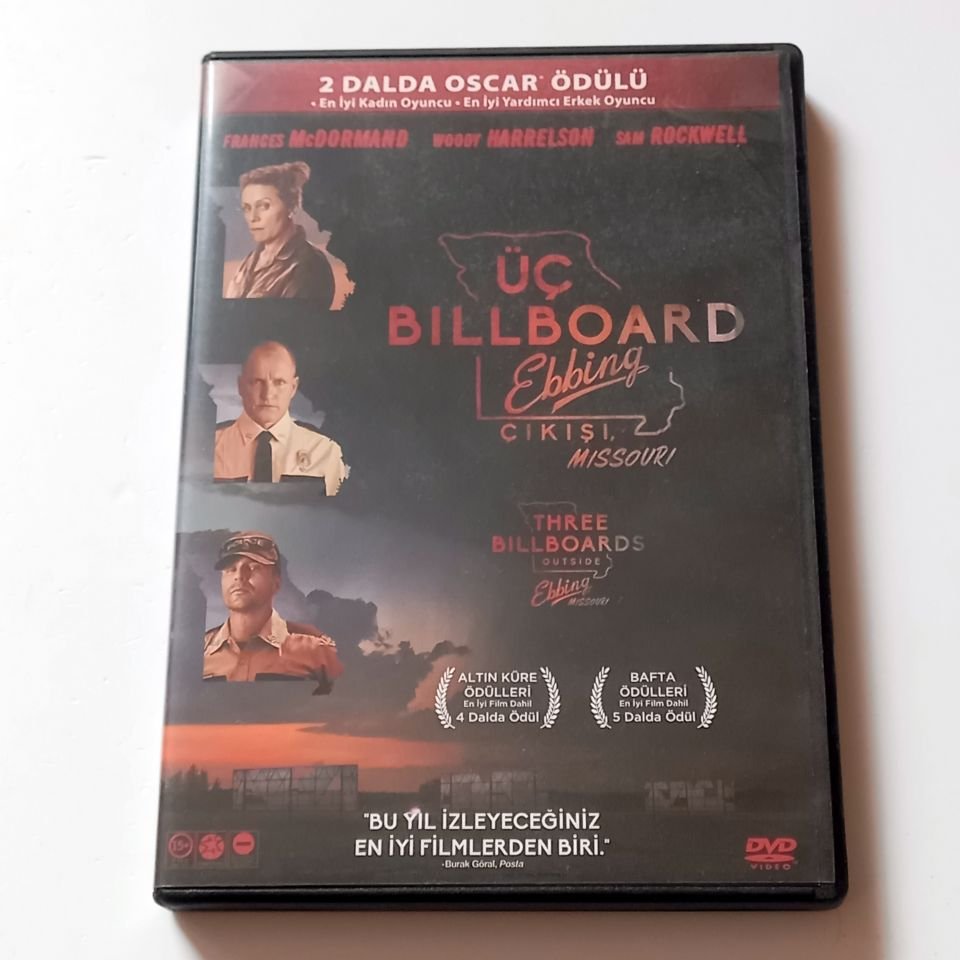 2 DALDA OSCAR® ÖDÜLÜ
• En İyi Kadın Oyuncu • En İyi Yardımcı Erkek Oyuncu
FRANCES McDORMAND WOODY HARRELSON SAM ROCKWELL
ÜÇ
BILLBOARD
Ebbing
ÇIKIŞI,
MISSOURI
POLICE
THREE
BILLBOARDS
OUTSIDE
Ebbing
MISSOURI
ALTIN KÜRE
ÖDÜLLERİ
En İyi Film Dahil
4 Dalda Ödül
BAFTA
ÖDÜLLERİ
En İyi Film Dahil
5 Dalda Ödül
"BU YIL İZLEYECEĞİNİZ
EN İYİ FİLMLERDEN BİRİ."
-Burak Göral, Posta
15+
DVD
VIDEO